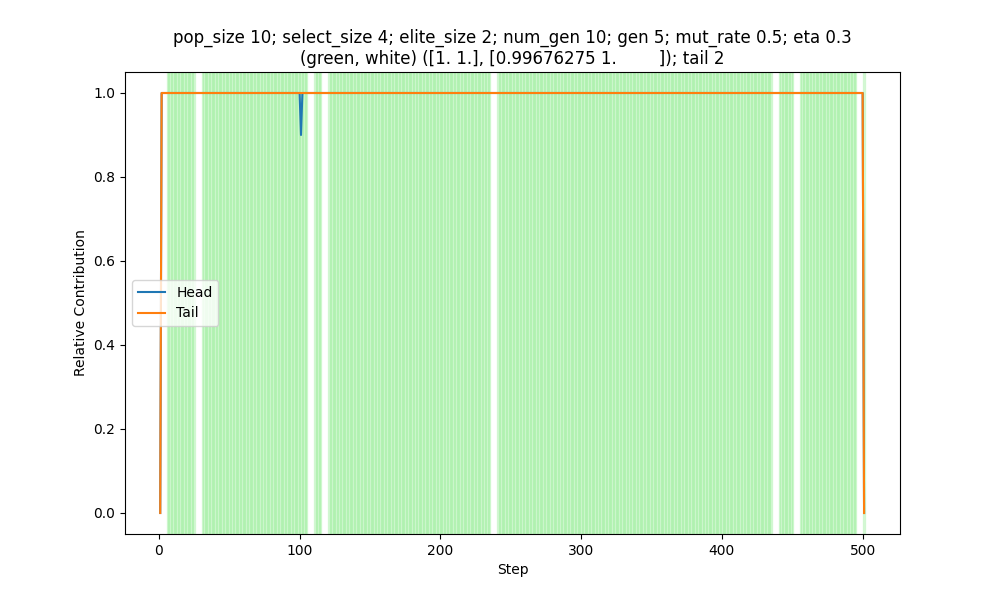 pop_size 10; select_size 4; elite_size 2; num_gen 10; gen 5; mut_rate 0.5; eta 0.3
(green, white) ([1. 1.], [0.99676275 1.        ]); tail 2
1.0
0.8
0.6
0.4
0.2
0.0
Relative Contribution
Head
Tail
0
100
200
300
400
500
Step